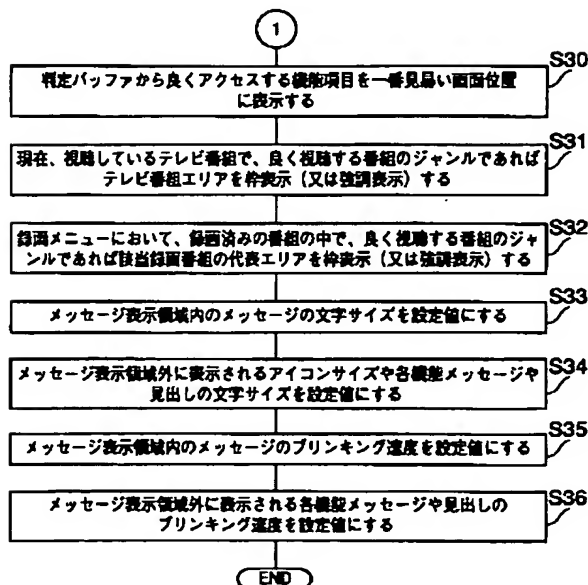 1
S30
判定バッファから良くアクセスする機能項目を一番見易い画面位置
に表示する
S31
現在、視聴しているテレビ番組で、良く視聴する番組のジャンルであれば
テレビ番組エリアを枠表示（又は強調表示）する
S32
録画メニューにおいて、録画済みの番組の中で、良く視聴する番組のジャ
ンルであれば該当録画番組の代表エリアを枠表示（又は強調表示）する
S33
メッセージ表示領域内のメッセージの文字サイズを設定値にする
S34
メッセージ表示領域外に表示されるアイコンサイズや各機能メッセージや
見出しの文字サイズを設定値にする
S35
メッセージ表示領域内のメッセージのブリンキング速度を設定値にする
S36
メッセージ表示領域外に表示される各機能メッセージや見出しの
ブリンキング速度を設定値にする
END